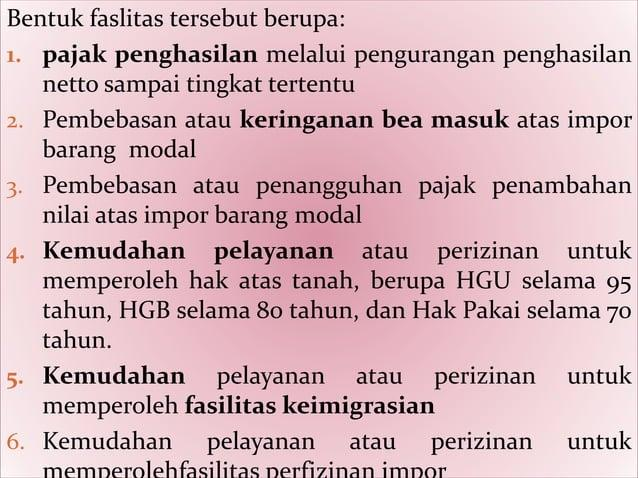 Bentuk faslitas tersebut berupa:
1. pajak penghasilan melalui pengurangan penghasilan
netto sampai tingkat tertentu
2. Pembebasan atau keringanan bea masuk atas impor
barang modal
3. Pembebasan atau penangguhan pajak penambahan
nilai atas impor barang modal
4. Kemudahan pelayanan atau perizinan untuk
memperoleh hak atas tanah, berupa HGU selama 95
tahun, HGB selama 80 tahun, dan Hak Pakai selama 70
tahun.
5. Kemudahan pelayanan atau perizinan untuk
memperoleh fasilitas keimigrasian
6. Kemudahan pelayanan atau perizinan untuk
memperolehfasilitas perfizinan impor